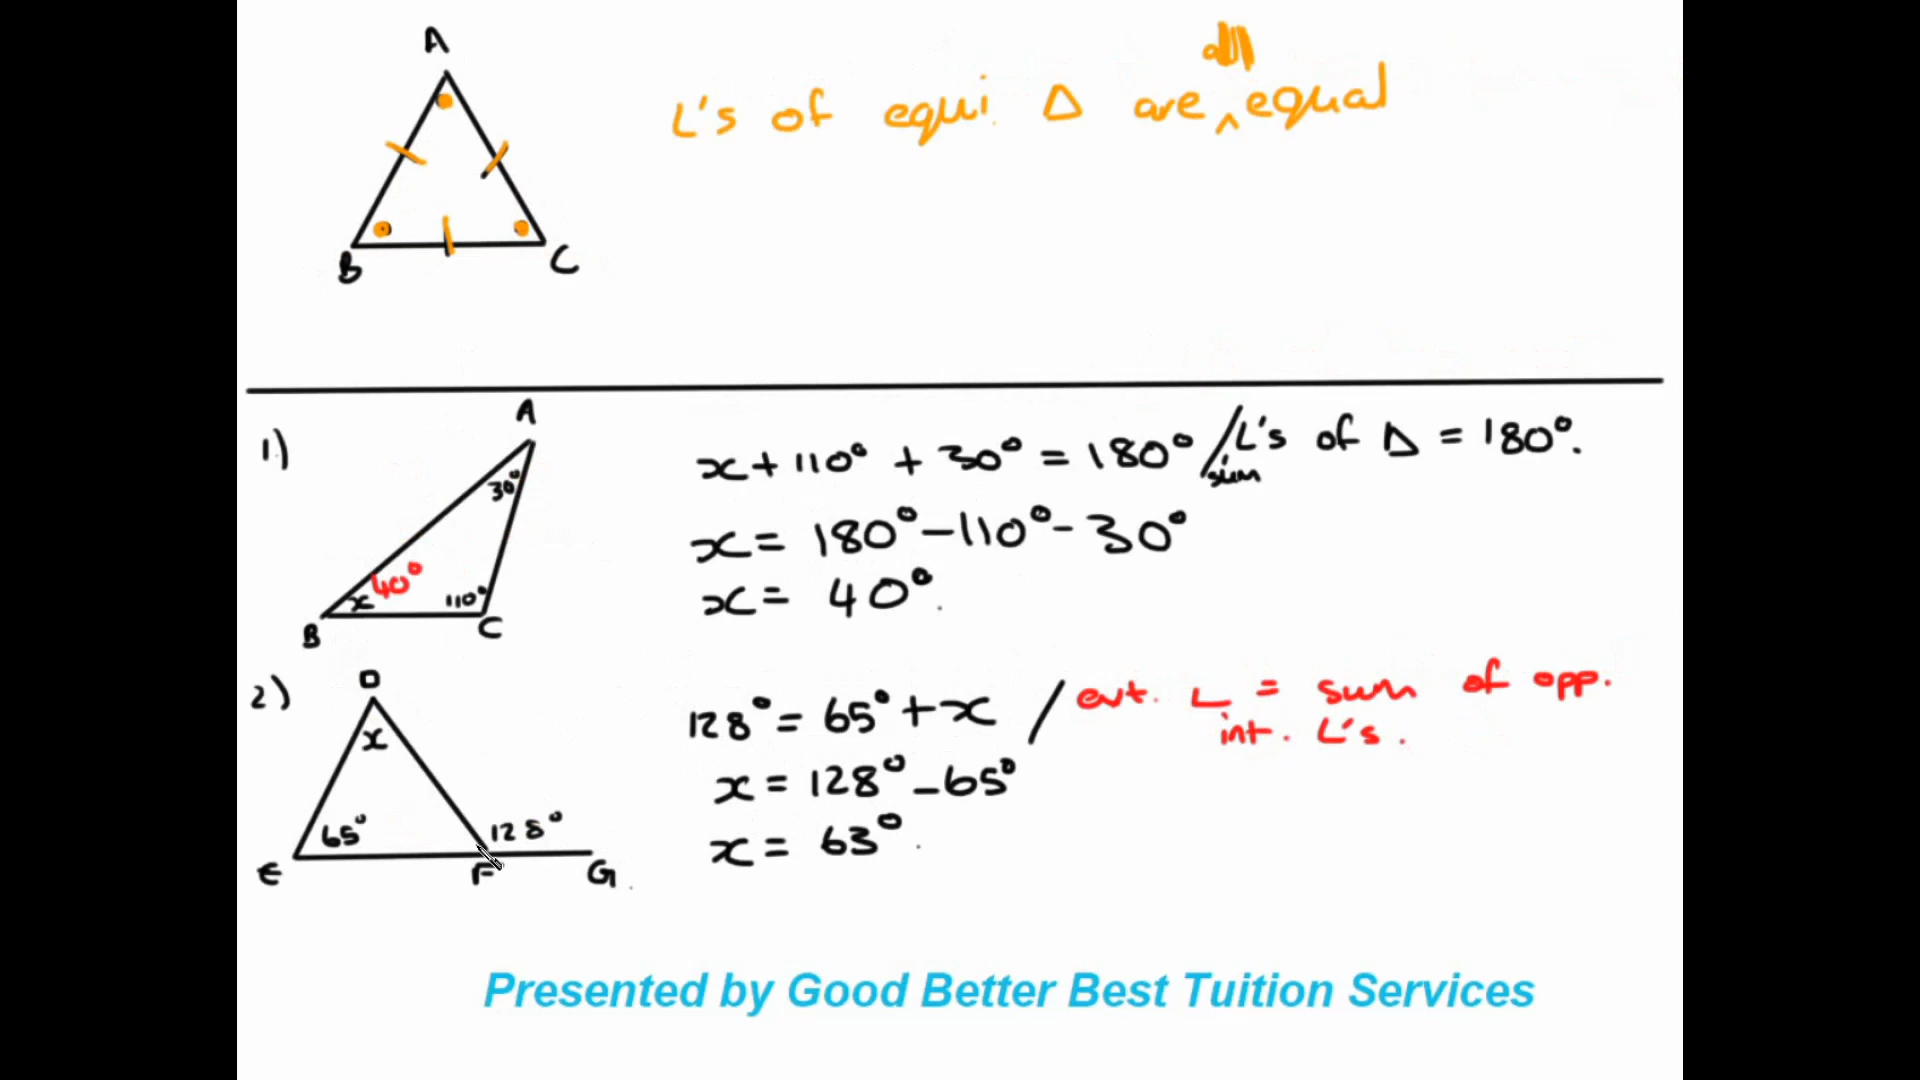 A
all
L's of equi. Δ are ^ equal
B
C
1)
A
30°
40°
x
110°
B
C
x + 110° + 30° = 180° / sum L's of Δ = 180°.
x = 180° - 110° - 30°
x = 40°.
2)
D
x
65°
128°
E
F
G
128° = 65° + x / ext. L = sum of opp.
int. L's.
x = 128° - 65°
x = 63°.
Presented by Good Better Best Tuition Services